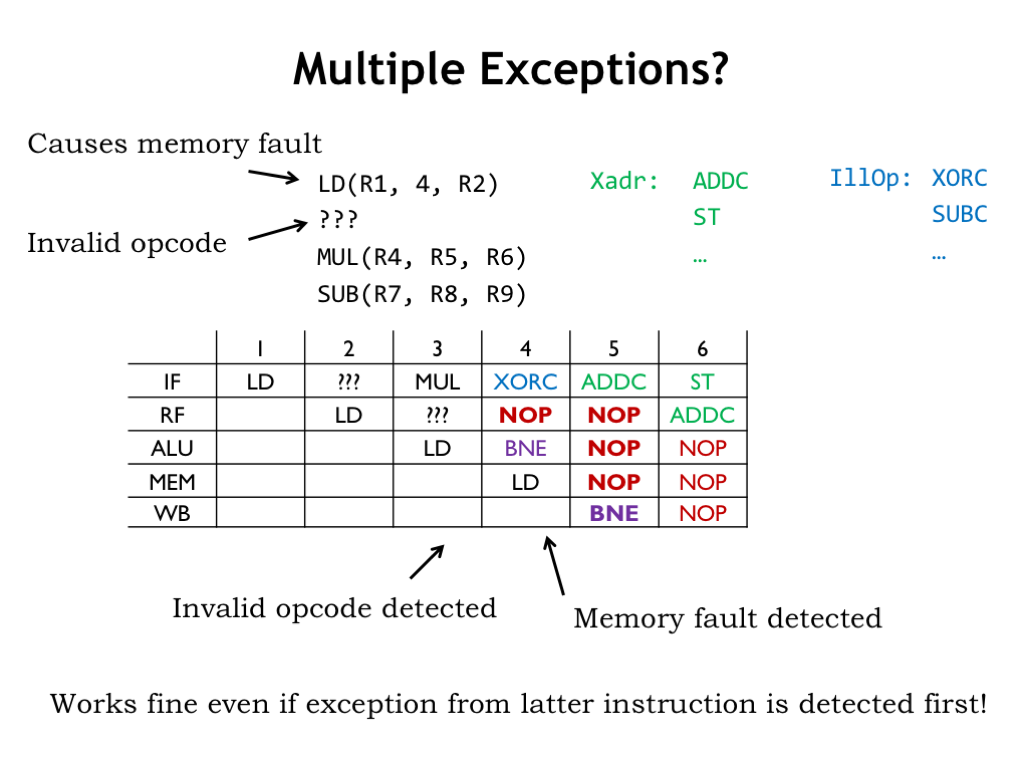 Multiple Exceptions?
Causes memory fault
LD(R1, 4, R2)
???
MUL(R4, R5, R6)
SUB(R7, R8, R9)
Invalid opcode
Xadr: ADDC
ST
…
IllOp: XORC
SUBC
…
1 2 3 4 5 6
IF LD ??? MUL XORC ADDC ST
RF LD ??? NOP NOP ADDC
ALU LD BNE NOP NOP
MEM LD NOP NOP
WB BNE NOP
Invalid opcode detected
Memory fault detected
Works fine even if exception from latter instruction is detected first!